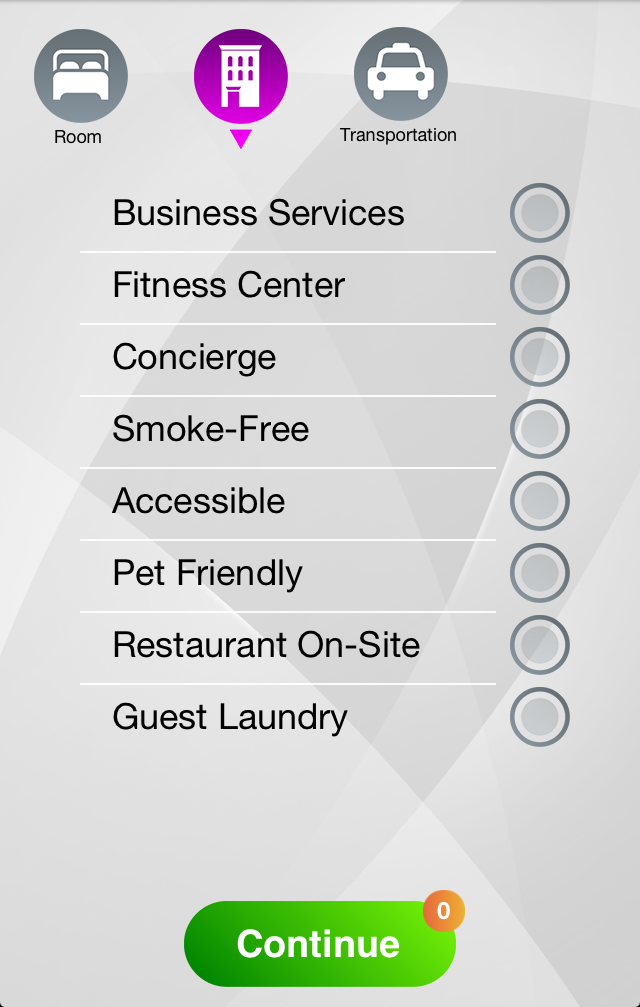 Room
Transportation
Business Services
Fitness Center
Concierge
Smoke-Free
Accessible
Pet Friendly
Restaurant On-Site
Guest Laundry
0
Continue